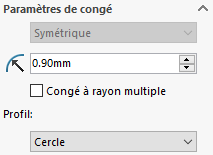 Paramètres de congé
Symétrique
0.90mm
Congé à rayon multiple
Profil:
Cercle